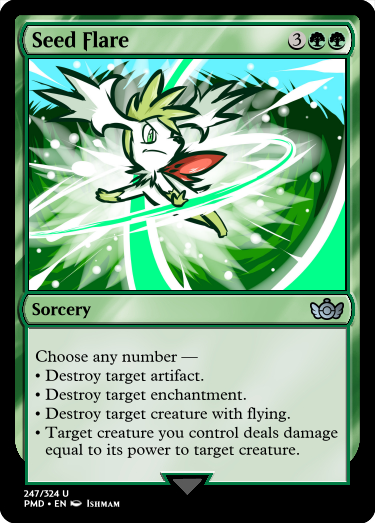 Seed Flare 3
Sorcery
Choose any number —
• Destroy target artifact.
• Destroy target enchantment.
• Destroy target creature with flying.
• Target creature you control deals damage
equal to its power to target creature.
247/324 U
PMD • EN Ishmam